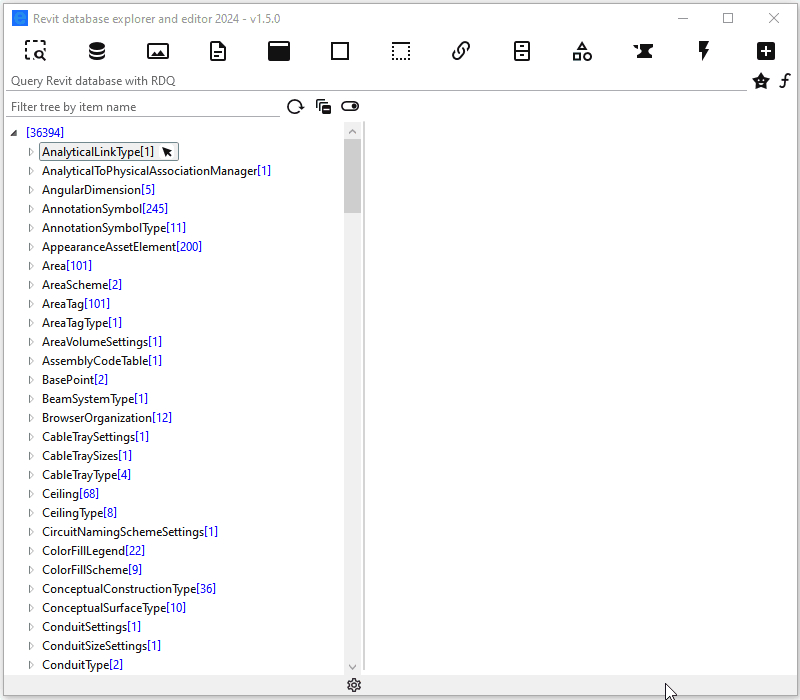 Revit database explorer and editor 2024 - v1.5.0
Query Revit database with RDQ
Filter tree by item name
[36394]
AnalyticalLinkType[1]
AnalyticalToPhysicalAssociationManager[1]
AngularDimension[5]
AnnotationSymbol[245]
AnnotationSymbolType[11]
AppearanceAssetElement[200]
Area[101]
AreaScheme[2]
AreaTag[101]
AreaTagType[1]
AreaVolumeSettings[1]
AssemblyCodeTable[1]
BasePoint[2]
BeamSystemType[1]
BrowserOrganization[12]
CableTraySettings[1]
CableTraySizes[1]
CableTrayType[4]
Ceiling[68]
CeilingType[8]
CircuitNamingSchemeSettings[1]
ColorFillLegend[22]
ColorFillScheme[9]
ConceptualConstructionType[36]
ConceptualSurfaceType[10]
ConduitSettings[1]
ConduitSizeSettings[1]
ConduitType[2]